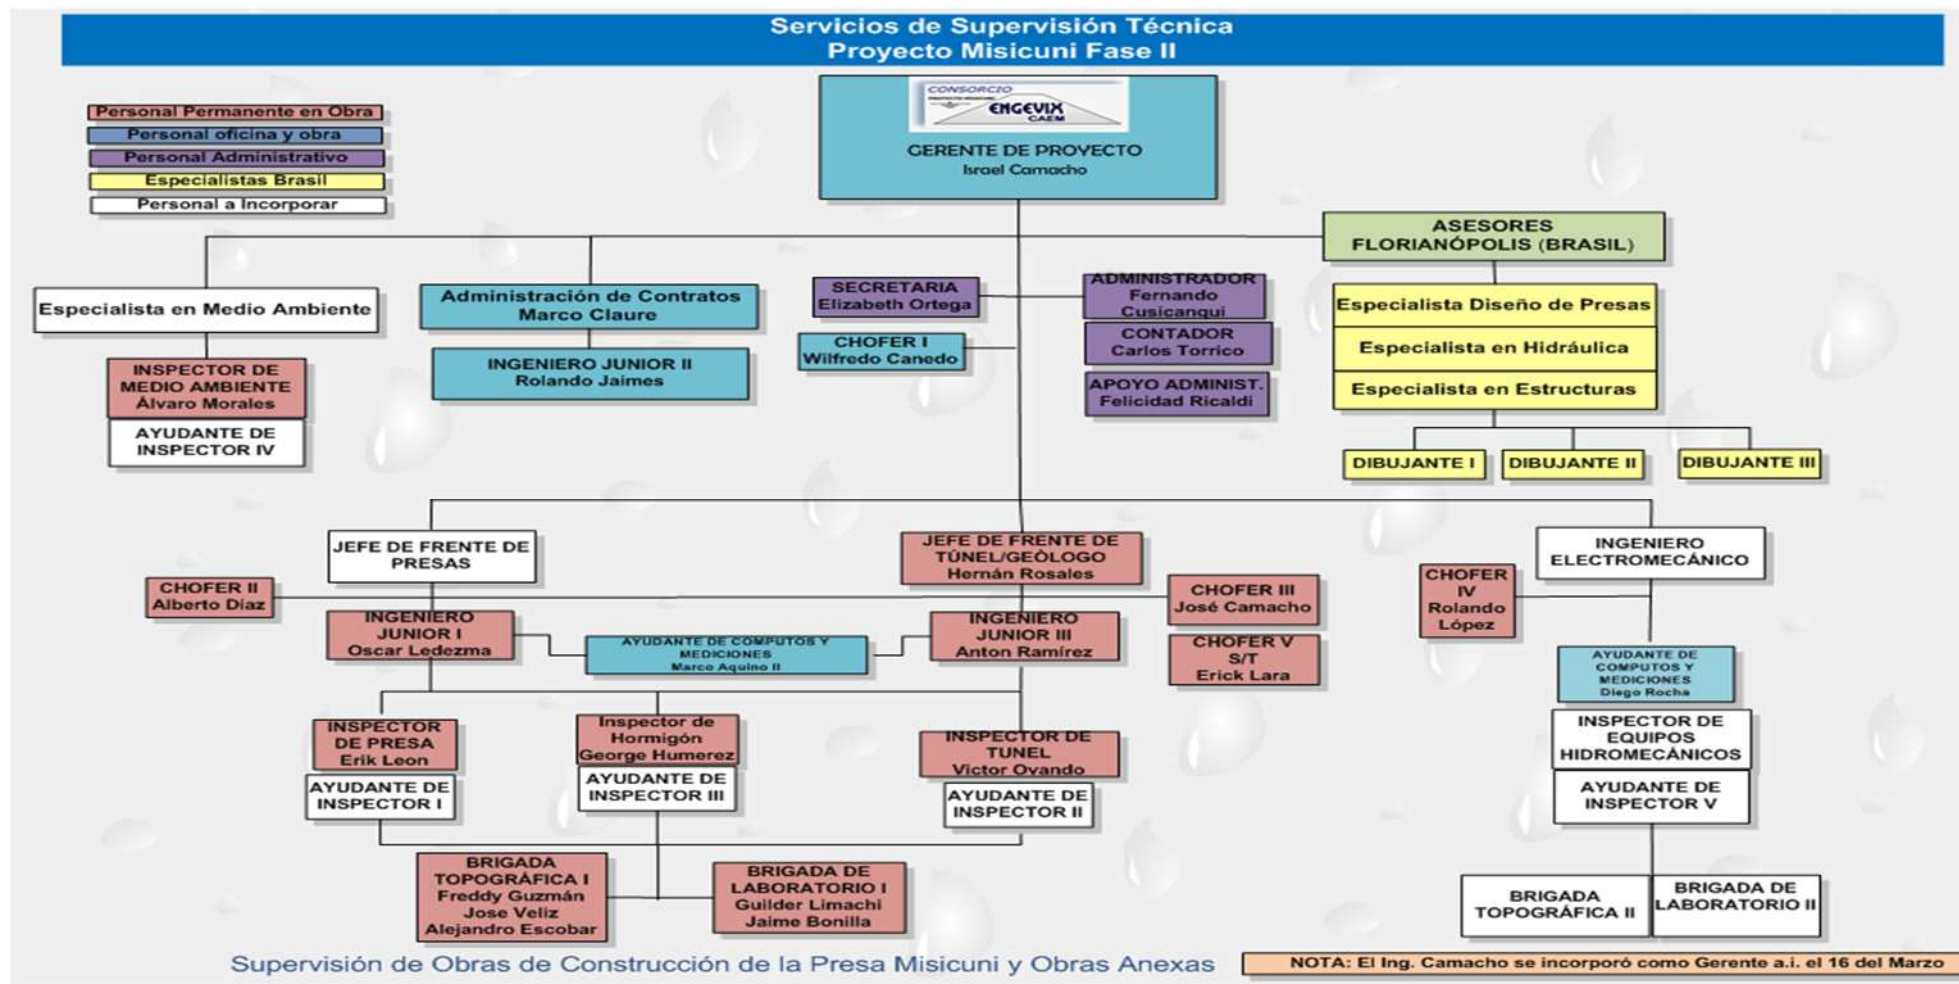 Servicios de Supervisión Técnica
Proyecto Misicuni Fase II
CONSORCIO
ENGEVIX
CAEM
GERENTE DE PROYECTO
Israel Camacho
Personal Permanente en Obra
Personal oficina y obra
Personal Administrativo
Especialistas Brasil
Personal a Incorporar
ASESORES
FLORIANÓPOLIS (BRASIL)
Especialista en Medio Ambiente
INSPECTOR DE
MEDIO AMBIENTE
Álvaro Morales
AYUDANTE DE
INSPECTOR IV
Administración de Contratos
Marco Claure
INGENIERO JUNIOR II
Rolando Jaimes
SECRETARIA
Elizabeth Ortega
CHOFER I
Wilfredo Canedo
ADMINISTRADOR
Fernando
Cusicanqui
CONTADOR
Carlos Torrico
APOYO ADMINIST.
Felicidad Ricaldi
Especialista Diseño de Presas
Especialista en Hidráulica
Especialista en Estructuras
DIBUJANTE I
DIBUJANTE II
DIBUJANTE III
JEFE DE FRENTE DE
PRESAS
JEFE DE FRENTE DE
TÚNEL/GEÒLOGO
Hernán Rosales
INGENIERO
ELECTROMECÁNICO
CHOFER II
Alberto Díaz
INGENIERO
JUNIOR I
Oscar Ledezma
AYUDANTE DE COMPUTOS Y
MEDICIONES
Marco Aquino II
INGENIERO
JUNIOR III
Anton Ramírez
CHOFER III
José Camacho
CHOFER V
S/T
Erick Lara
CHOFER
IV
Rolando
López
AYUDANTE DE
COMPUTOS Y
MEDICIONES
Diego Rocha
INSPECTOR
DE PRESA
Erik Leon
AYUDANTE DE
INSPECTOR I
Inspector de
Hormigón
George Humerez
AYUDANTE DE
INSPECTOR III
INSPECTOR DE
TUNEL
Victor Ovando
AYUDANTE DE
INSPECTOR II
INSPECTOR DE
EQUIPOS
HIDROMECÁNICOS
AYUDANTE DE
INSPECTOR V
BRIGADA
TOPOGRÁFICA I
Freddy Guzmán
Jose Veliz
Alejandro Escobar
BRIGADA DE
LABORATORIO I
Guilder Limachi
Jaime Bonilla
BRIGADA
TOPOGRÁFICA II
BRIGADA DE
LABORATORIO II
Supervisión de Obras de Construcción de la Presa Misicuni y Obras Anexas
NOTA: El Ing. Camacho se incorporó como Gerente a.i. el 16 del Marzo